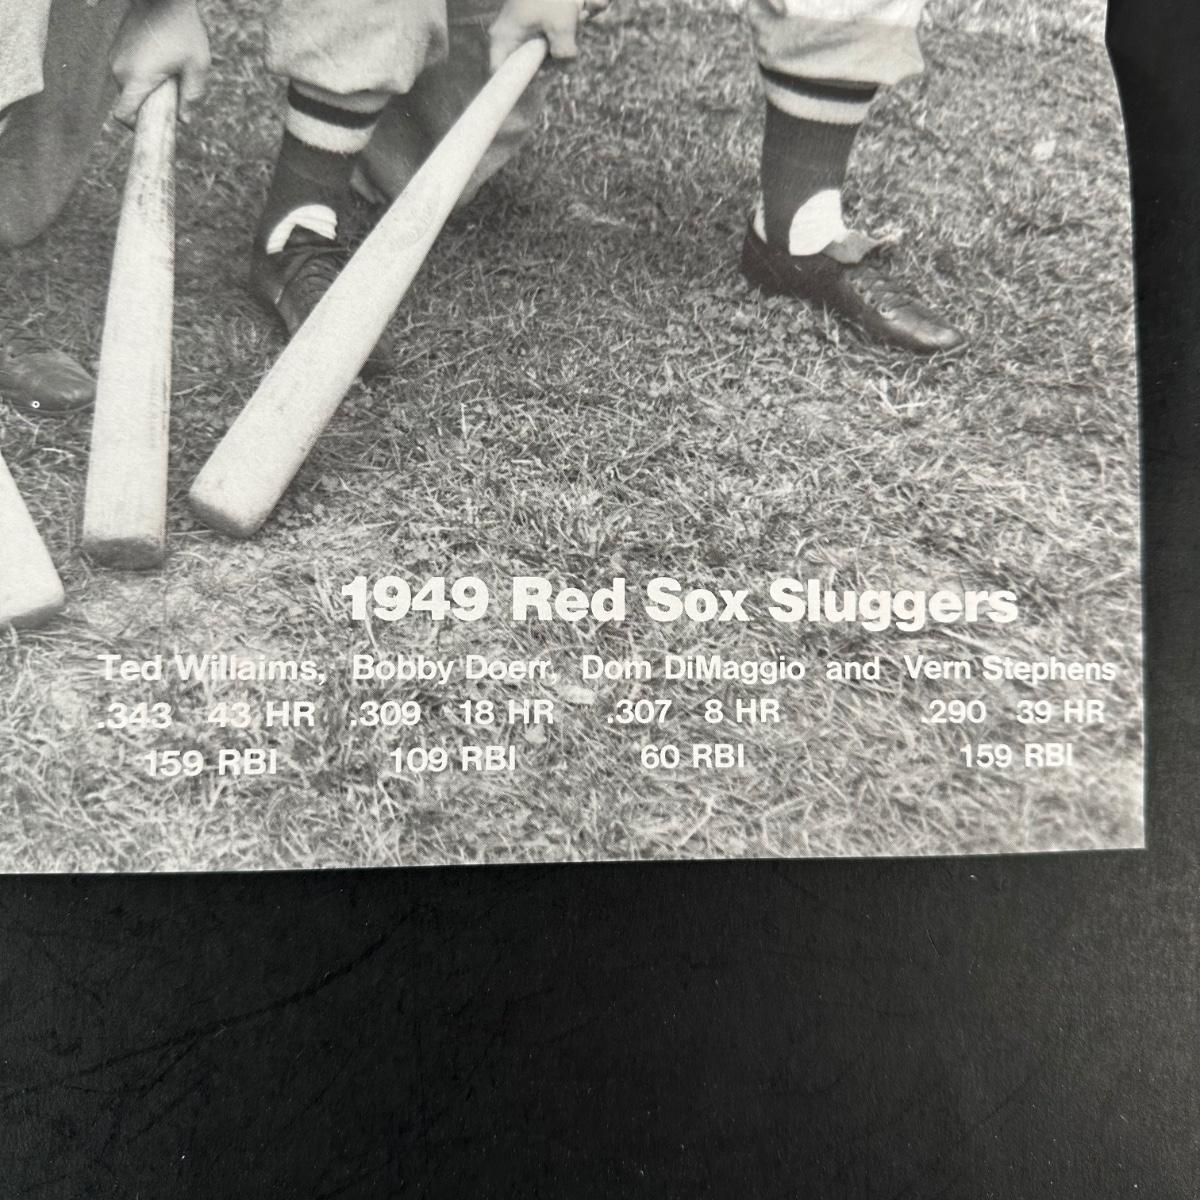 1949 Red Sox Sluggers
Ted Willaims, Bobby Doerr, Dom DiMaggio and Vern Stephens
.343 43 HR .309 18 HR .307 8 HR .290 39 HR
159 RBI 109 RBI 60 RBI 159 RBI